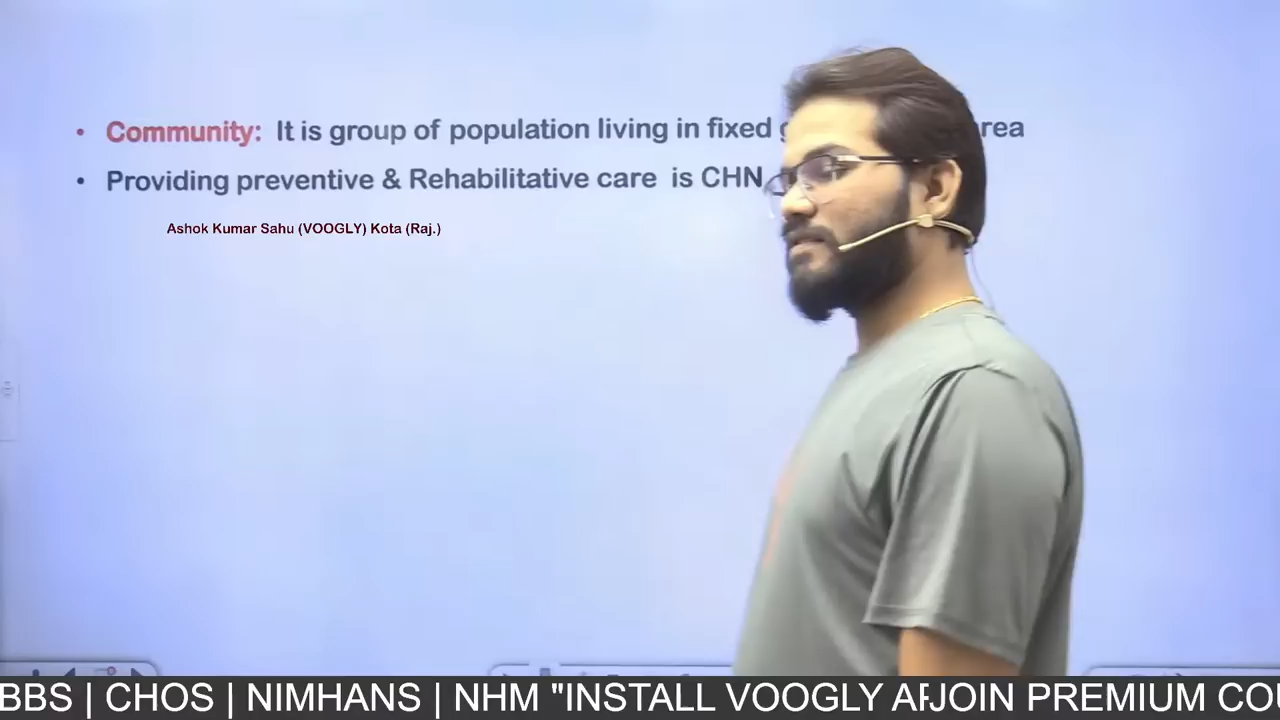 • Community: It is group of population living in fixed
• Providing preventive & Rehabilitative care is CHN
Ashok Kumar Sahu (VOOGLY) Kota (Raj.)
BBS | CHOS | NIMHANS | NHM "INSTALL VOOGLY JOIN PREMIUM